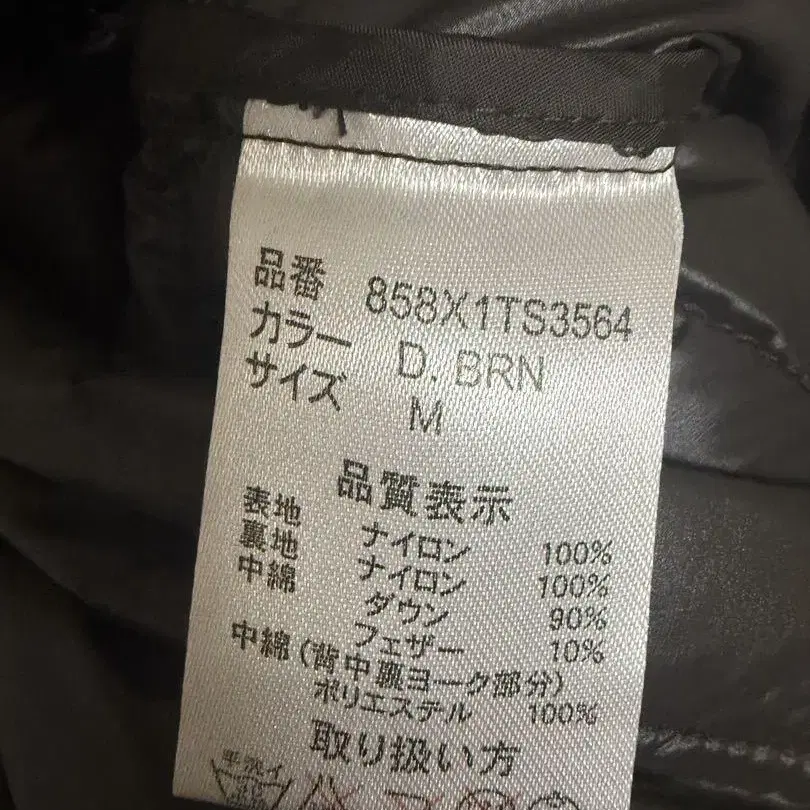 品番 858X1TS3564
カラー D. BRN
サイズ M
品質表示
表地 ナイロン 100%
裏地 ナイロン 100%
中綿 ダウン 90%
フェザー 10%
中綿(背中裏ヨーク部分)
ポリエステル 100%
取り扱い方
手洗イ